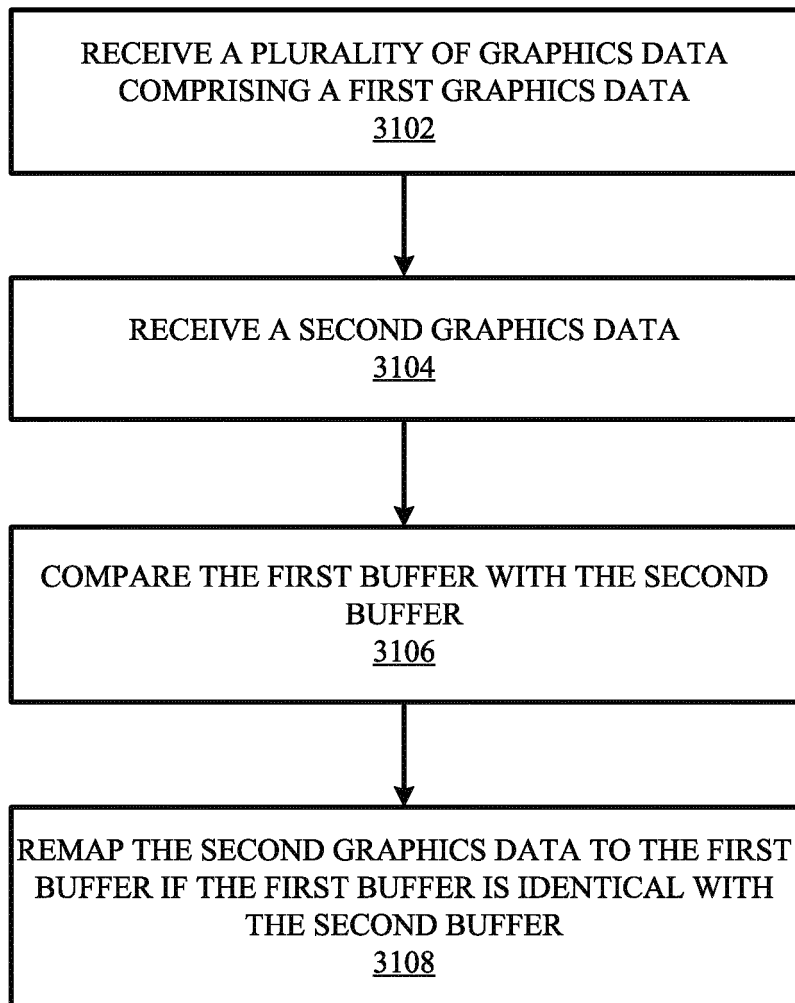 RECEIVE A PLURALITY OF GRAPHICS DATA
COMPRISING A FIRST GRAPHICS DATA
3102
RECEIVE A SECOND GRAPHICS DATA
3104
COMPARE THE FIRST BUFFER WITH THE SECOND
BUFFER
3106
REMAP THE SECOND GRAPHICS DATA TO THE FIRST
BUFFER IF THE FIRST BUFFER IS IDENTICAL WITH
THE SECOND BUFFER
3108